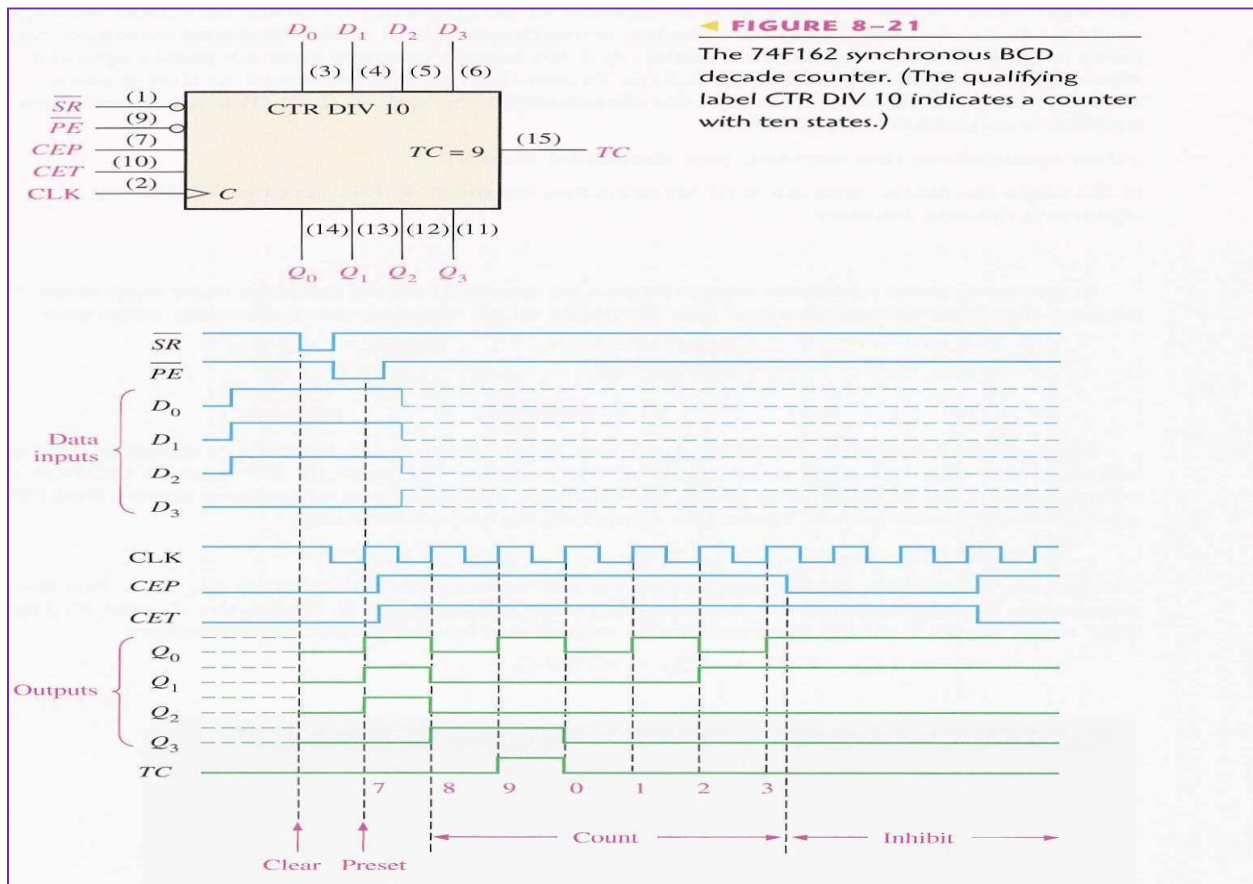 ◄ FIGURE 8–21
The 74F162 synchronous BCD
decade counter. (The qualifying
label CTR DIV 10 indicates a counter
with ten states.)
D0 D1 D2 D3
(3) (4) (5) (6)
SR (1)
PE (9)
CEP (7)
CET (10)
CLK (2)
CTR DIV 10
TC = 9
(15) TC
C
(14) (13) (12) (11)
Q0 Q1 Q2 Q3
SR
PE
Data
inputs
D0
D1
D2
D3
CLK
CEP
CET
Outputs
Q0
Q1
Q2
Q3
TC
7 8 9 0 1 2 3
Count
Inhibit
Clear Preset